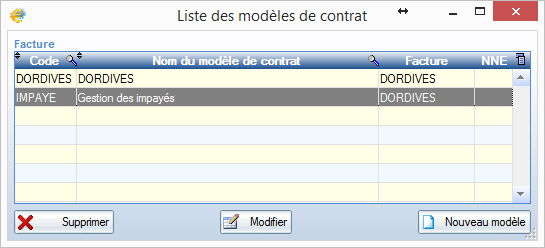 Liste des modèles de contrat
Facture
Code Nom du modèle de contrat Facture NNE
DORDIVES DORDIVES DORDIVES
IMPAYE Gestion des impayés DORDIVES
Supprimer Modifier Nouveau modèle